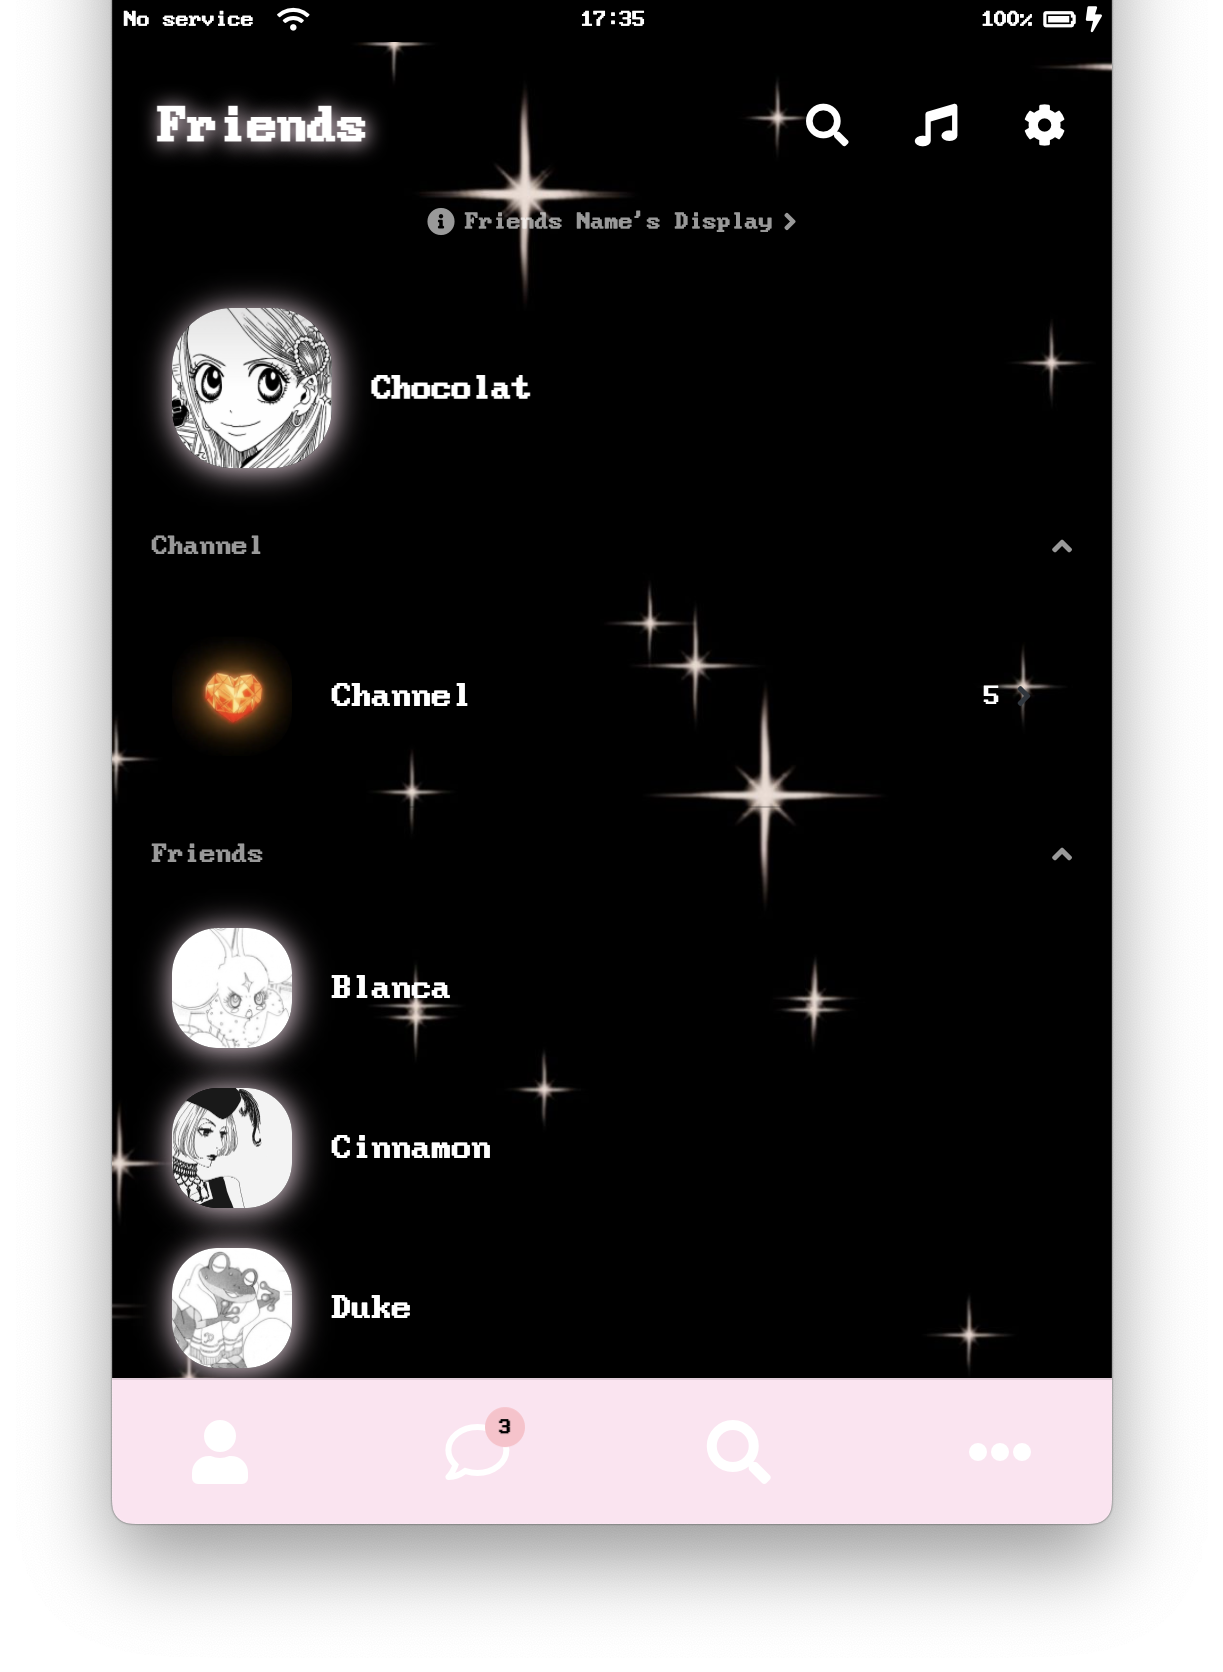 No service 17:35 100%
Friends
Friends Name's Display
Chocolat
Channel
Channel 5
Friends
Blanca
Cinnamon
Duke
3